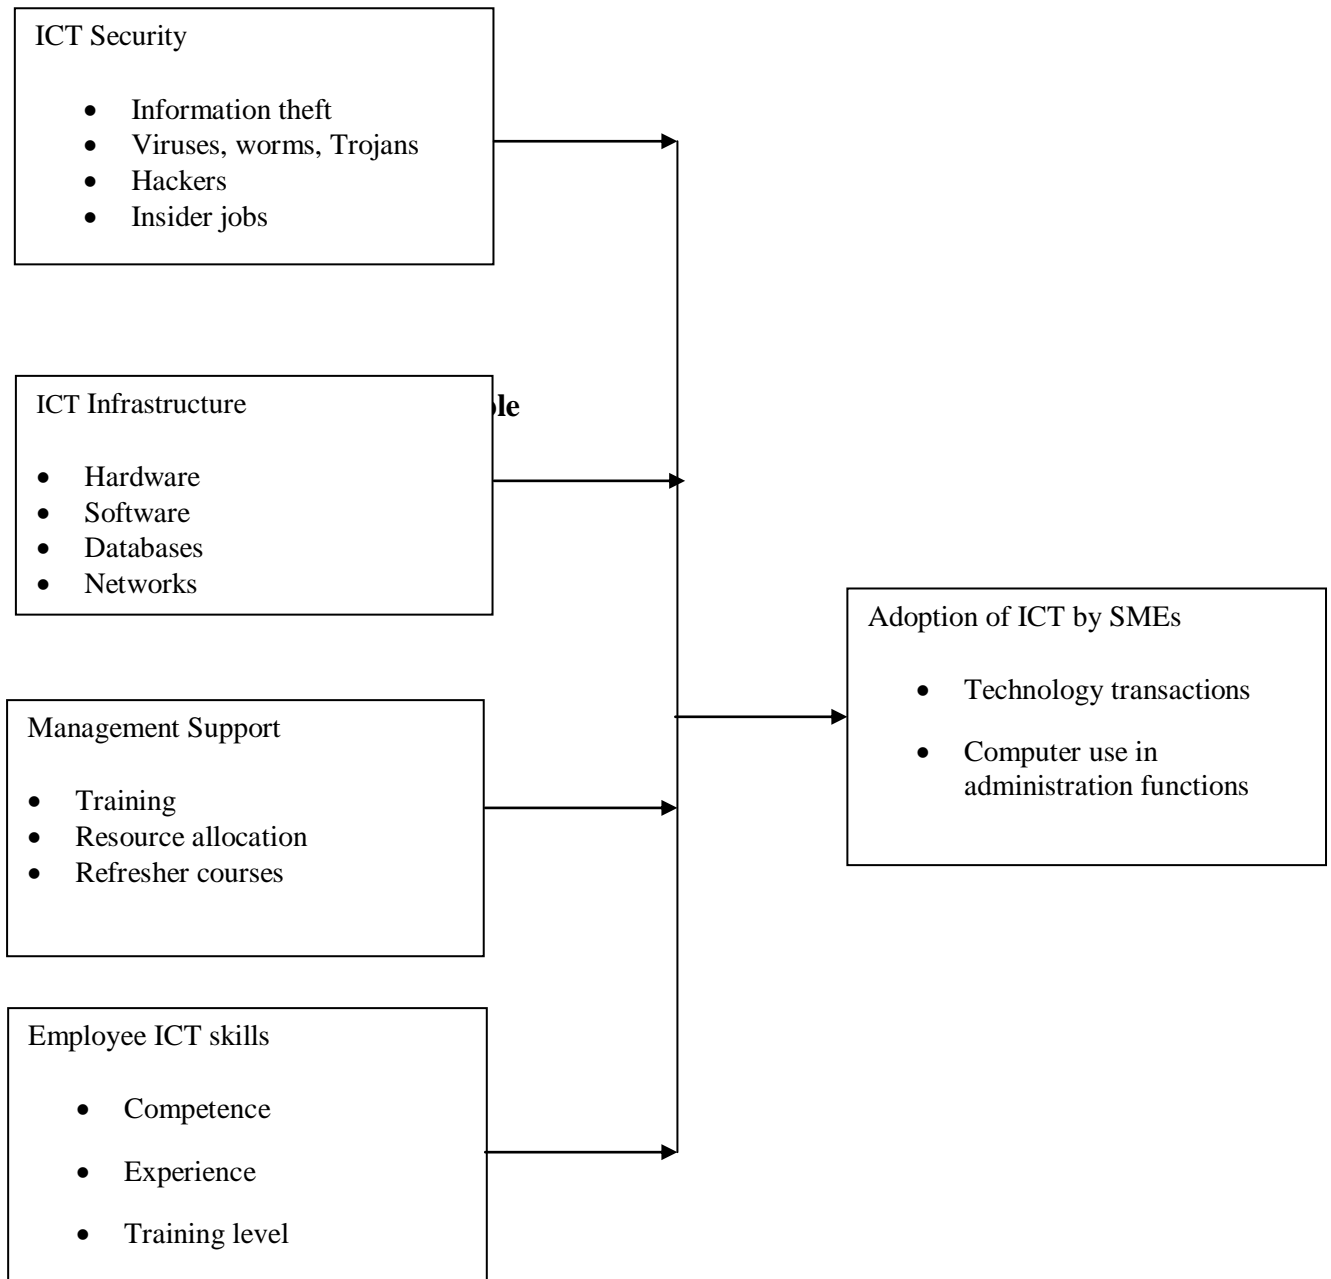 ICT Security
• Information theft
• Viruses, worms, Trojans
• Hackers
• Insider jobs
ICT Infrastructure
• Hardware
• Software
• Databases
• Networks
Management Support
• Training
• Resource allocation
• Refresher courses
Employee ICT skills
• Competence
• Experience
• Training level
Adoption of ICT by SMEs
• Technology transactions
• Computer use in
administration functions